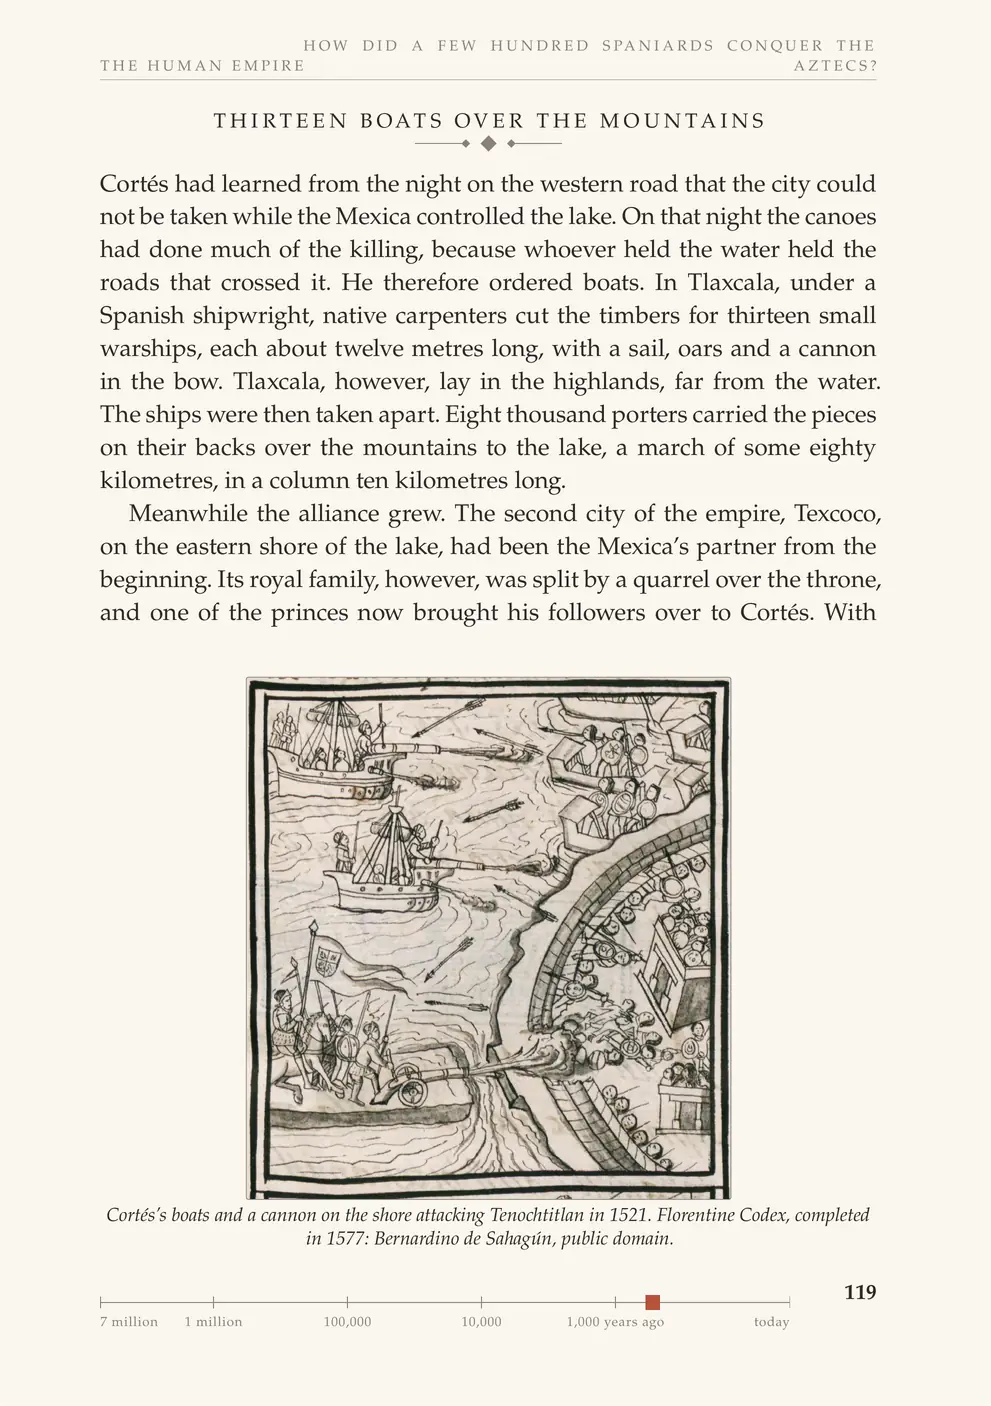 HOW DID A FEW HUNDRED SPANIARDS CONQUER THE
THE HUMAN EMPIRE AZTECS?
THIRTEEN BOATS OVER THE MOUNTAINS
Cortés had learned from the night on the western road that the city could
not be taken while the Mexica controlled the lake. On that night the canoes
had done much of the killing, because whoever held the water held the
roads that crossed it. He therefore ordered boats. In Tlaxcala, under a
Spanish shipwright, native carpenters cut the timbers for thirteen small
warships, each about twelve metres long, with a sail, oars and a cannon
in the bow. Tlaxcala, however, lay in the highlands, far from the water.
The ships were then taken apart. Eight thousand porters carried the pieces
on their backs over the mountains to the lake, a march of some eighty
kilometres, in a column ten kilometres long.
Meanwhile the alliance grew. The second city of the empire, Texcoco,
on the eastern shore of the lake, had been the Mexica’s partner from the
beginning. Its royal family, however, was split by a quarrel over the throne,
and one of the princes now brought his followers over to Cortés. With
Cortés’s boats and a cannon on the shore attacking Tenochtitlan in 1521. Florentine Codex, completed
in 1577: Bernardino de Sahagún, public domain.
119
7 million 1 million 100,000 10,000 1,000 years ago today